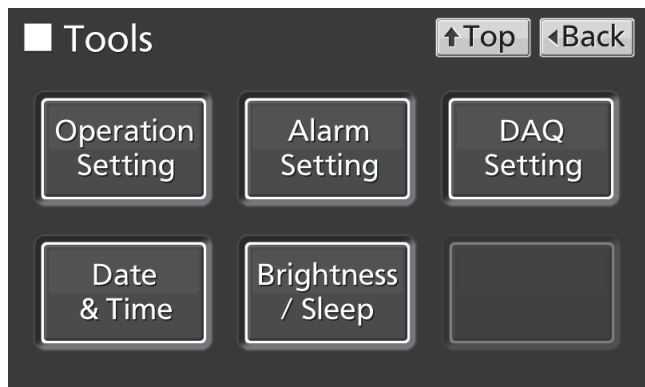 Tools
Top
Back
Operation
Setting
Alarm
Setting
DAQ
Setting
Date
& Time
Brightness
/ Sleep